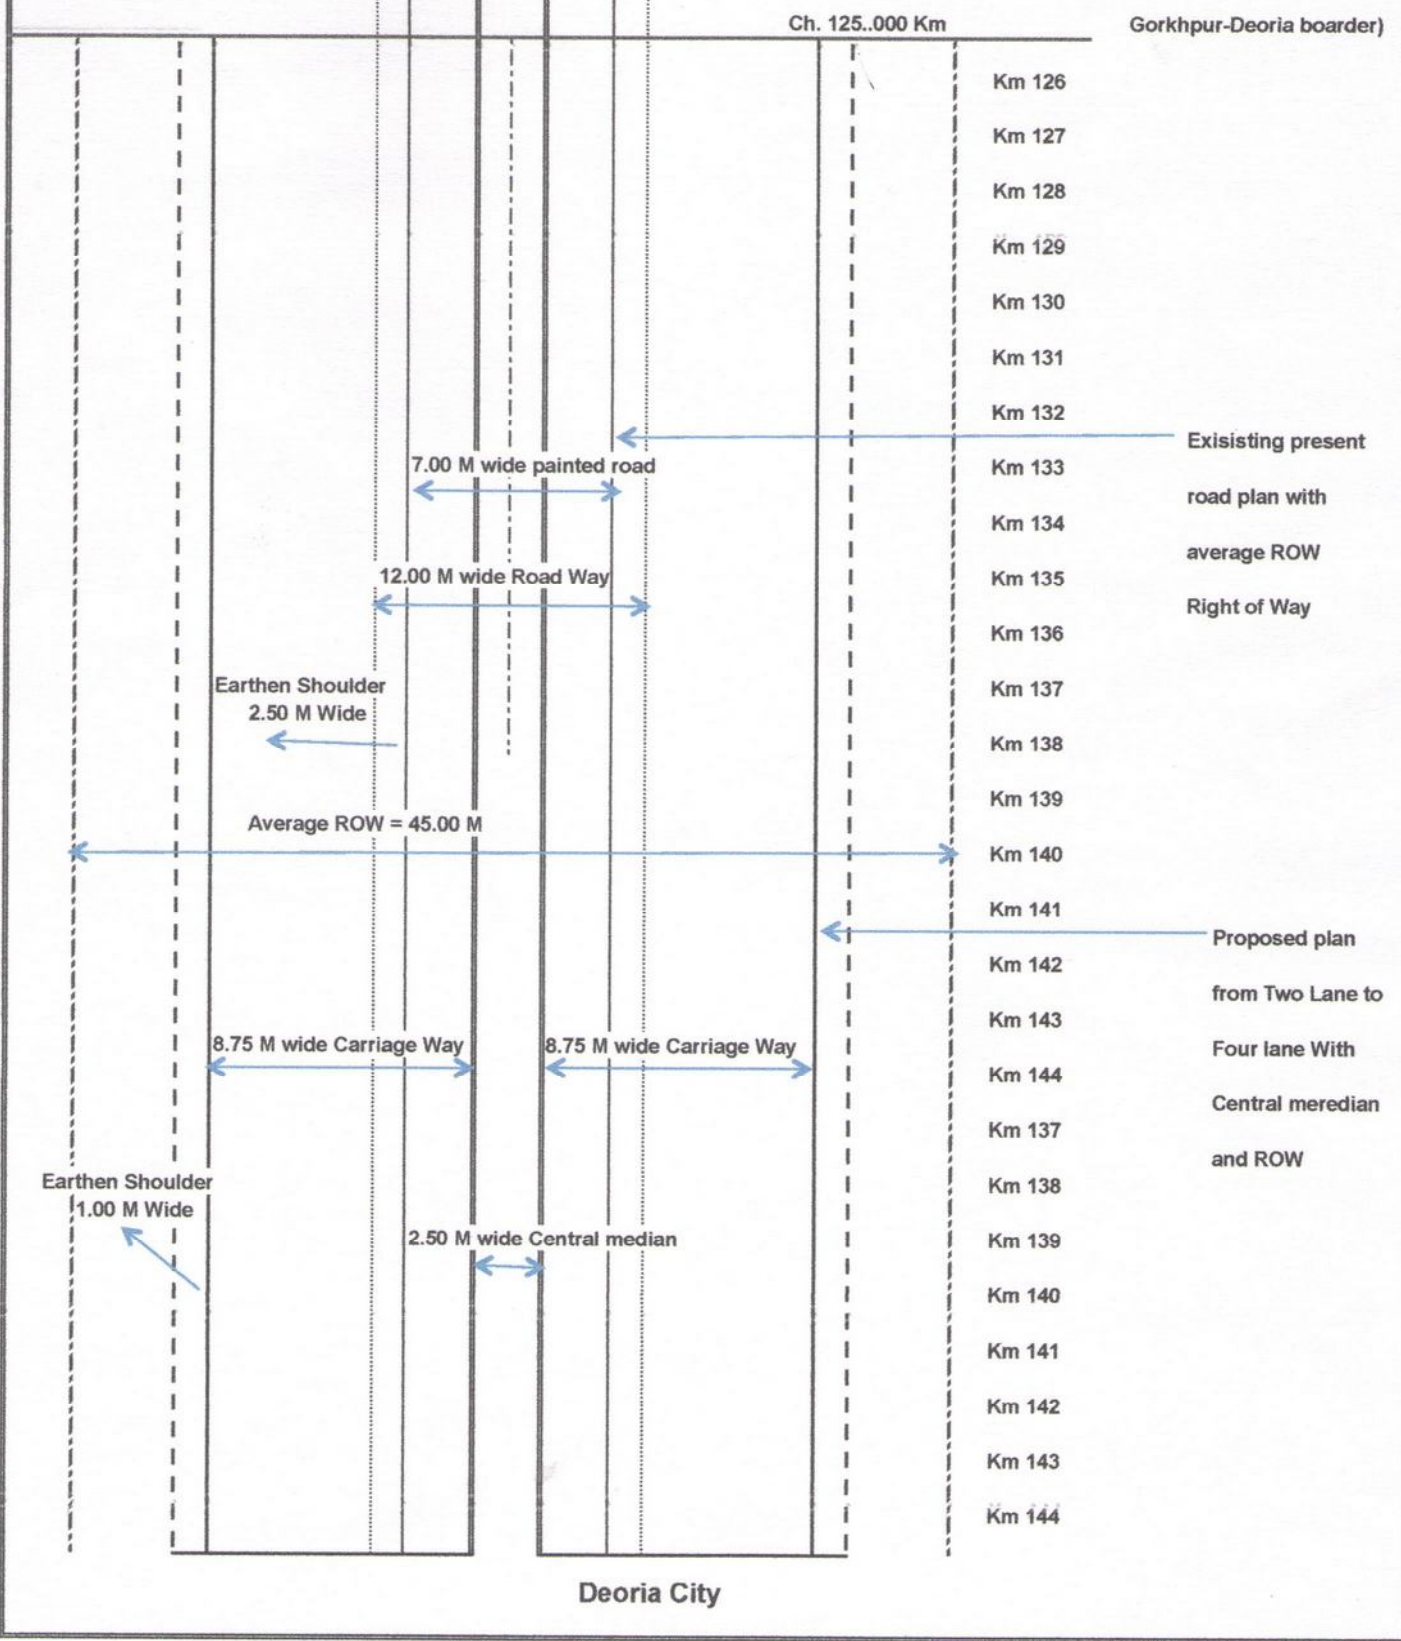 Ch. 125..000 Km
Gorkhpur-Deoria boarder)
Km 126
Km 127
Km 128
Km 129
Km 130
Km 131
Km 132
Exisisting present
7.00 M wide painted road
Km 133
road plan with
Km 134
average ROW
12.00 M wide Road Way
Km 135
Right of Way
Km 136
Earthen Shoulder
Km 137
2.50 M Wide
Km 138
Km 139
Average ROW = 45.00 M
Km 140
Km 141
Proposed plan
Km 142
from Two Lane to
Km 143
8.75 M wide Carriage Way
8.75 M wide Carriage Way
Four lane With
Km 144
Central meredian
Km 137
and ROW
Earthen Shoulder
Km 138
1.00 M Wide
2.50 M wide Central median
Km 139
Km 140
Km 141
Km 142
Km 143
Km 144
Deoria City